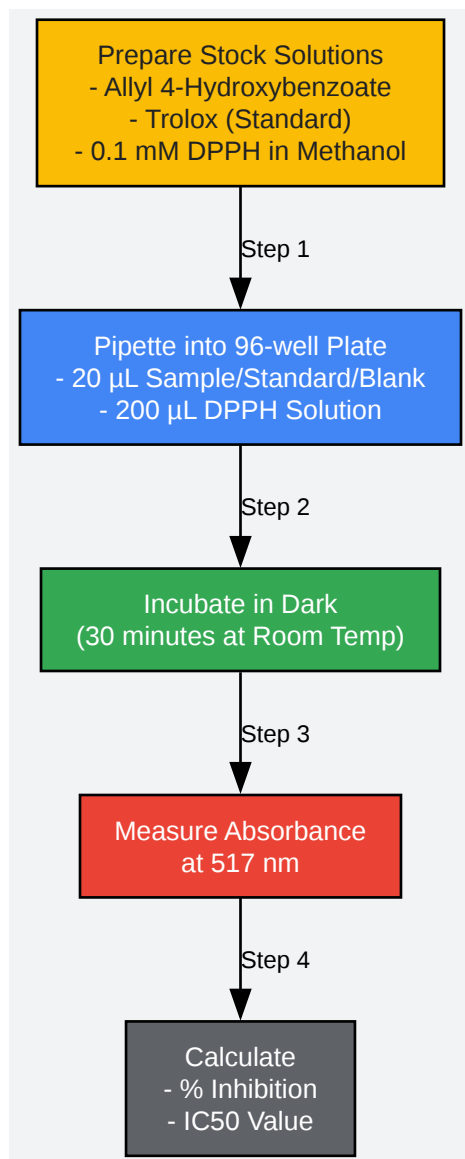 Prepare Stock Solutions
- Allyl 4-Hydroxybenzoate
- Trolox (Standard)
- 0.1 mM DPPH in Methanol
Step 1
Pipette into 96-well Plate
- 20 µL Sample/Standard/Blank
- 200 µL DPPH Solution
Step 2
Incubate in Dark
(30 minutes at Room Temp)
Step 3
Measure Absorbance
at 517 nm
Step 4
Calculate
- % Inhibition
- IC50 Value